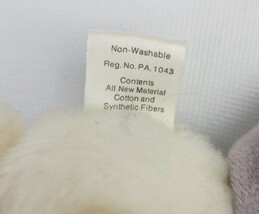 Non-Washable
Reg. No. PA. 1043
Contents
All New Material
Cotton and
Synthetic Fibers